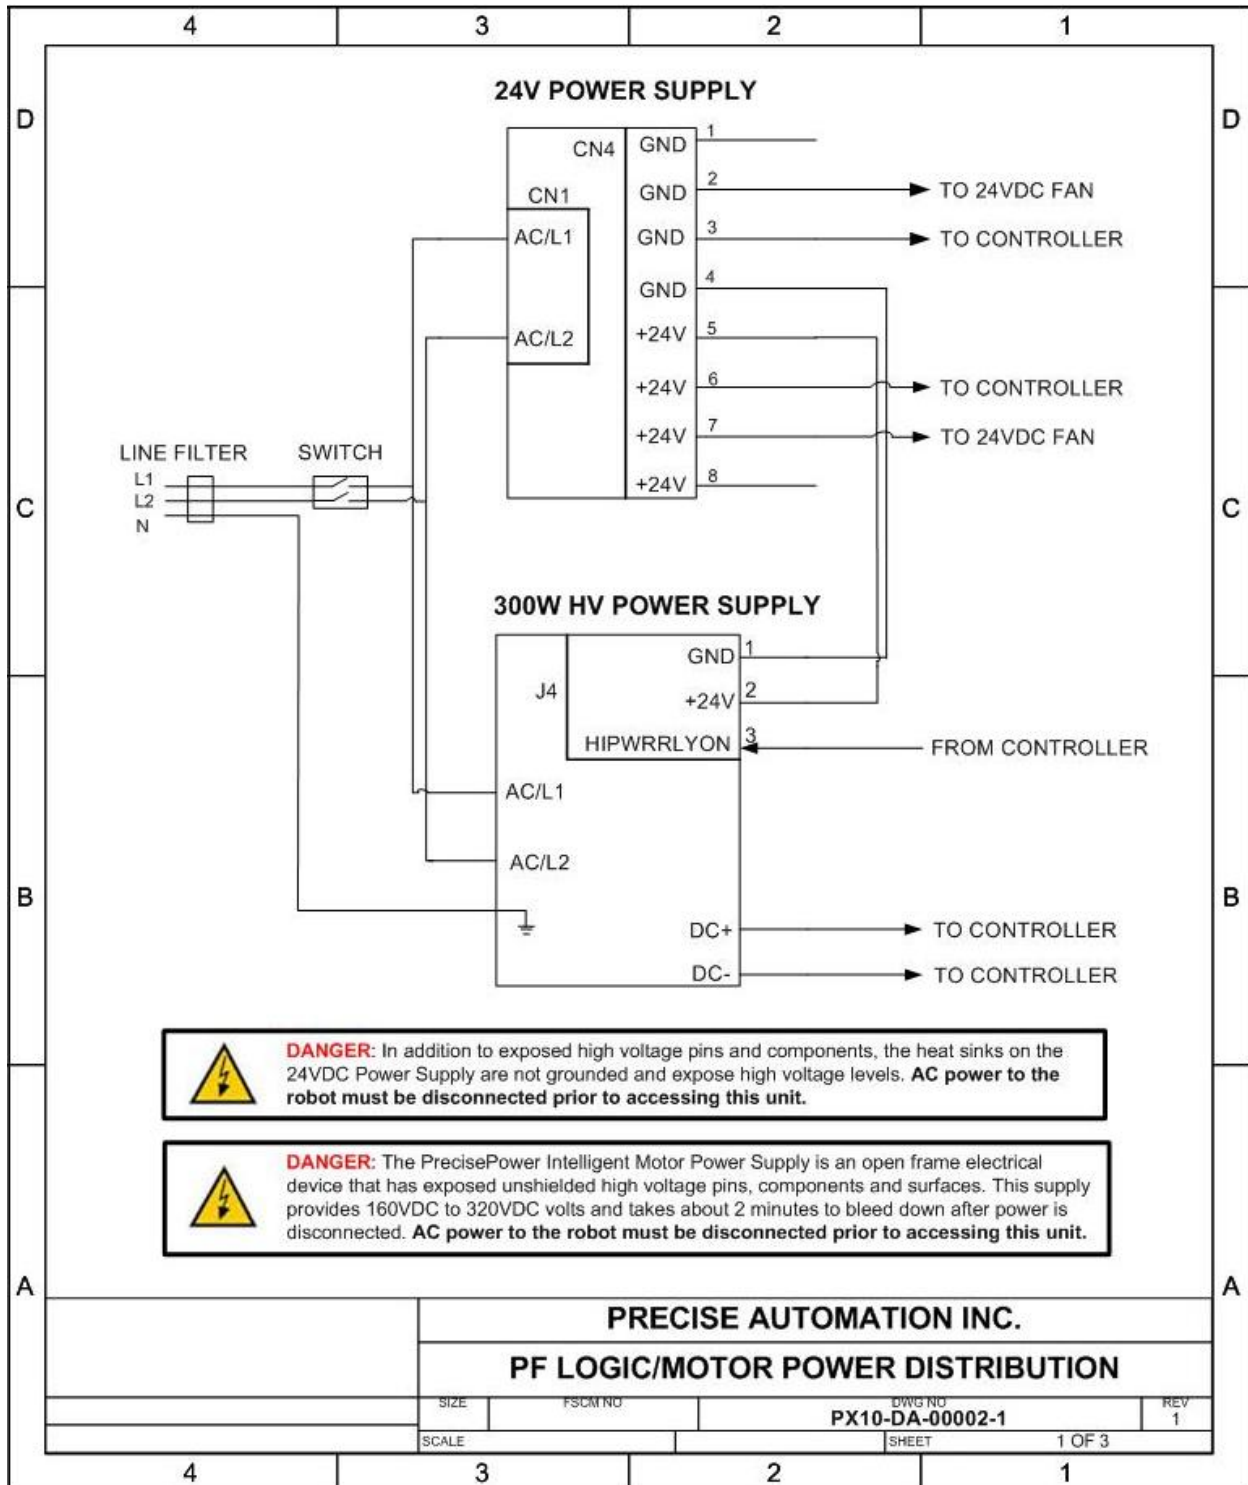 4 3 2 1
D D
24V POWER SUPPLY
CN4 GND 1
GND 2 TO 24VDC FAN
CN1
AC/L1 GND 3 TO CONTROLLER
GND 4
AC/L2 +24V 5
+24V 6 TO CONTROLLER
+24V 7 TO 24VDC FAN
LINE FILTER SWITCH
L1 +24V 8
L2
N
C C
300W HV POWER SUPPLY
GND 1
J4 +24V 2
HIPWRRLYON 3 FROM CONTROLLER
AC/L1
AC/L2
B B
DC+ TO CONTROLLER
DC- TO CONTROLLER
DANGER: In addition to exposed high voltage pins and components, the heat sinks on the
24VDC Power Supply are not grounded and expose high voltage levels. AC power to the
robot must be disconnected prior to accessing this unit.
DANGER: The PrecisePower Intelligent Motor Power Supply is an open frame electrical
device that has exposed unshielded high voltage pins, components and surfaces. This supply
provides 160VDC to 320VDC volts and takes about 2 minutes to bleed down after power is
disconnected. AC power to the robot must be disconnected prior to accessing this unit.
A A
PRECISE AUTOMATION INC.
PF LOGIC/MOTOR POWER DISTRIBUTION
SIZE FSCM NO DWG NO REV
PX10-DA-00002-1 1
SCALE SHEET 1 OF 3
4 3 2 1